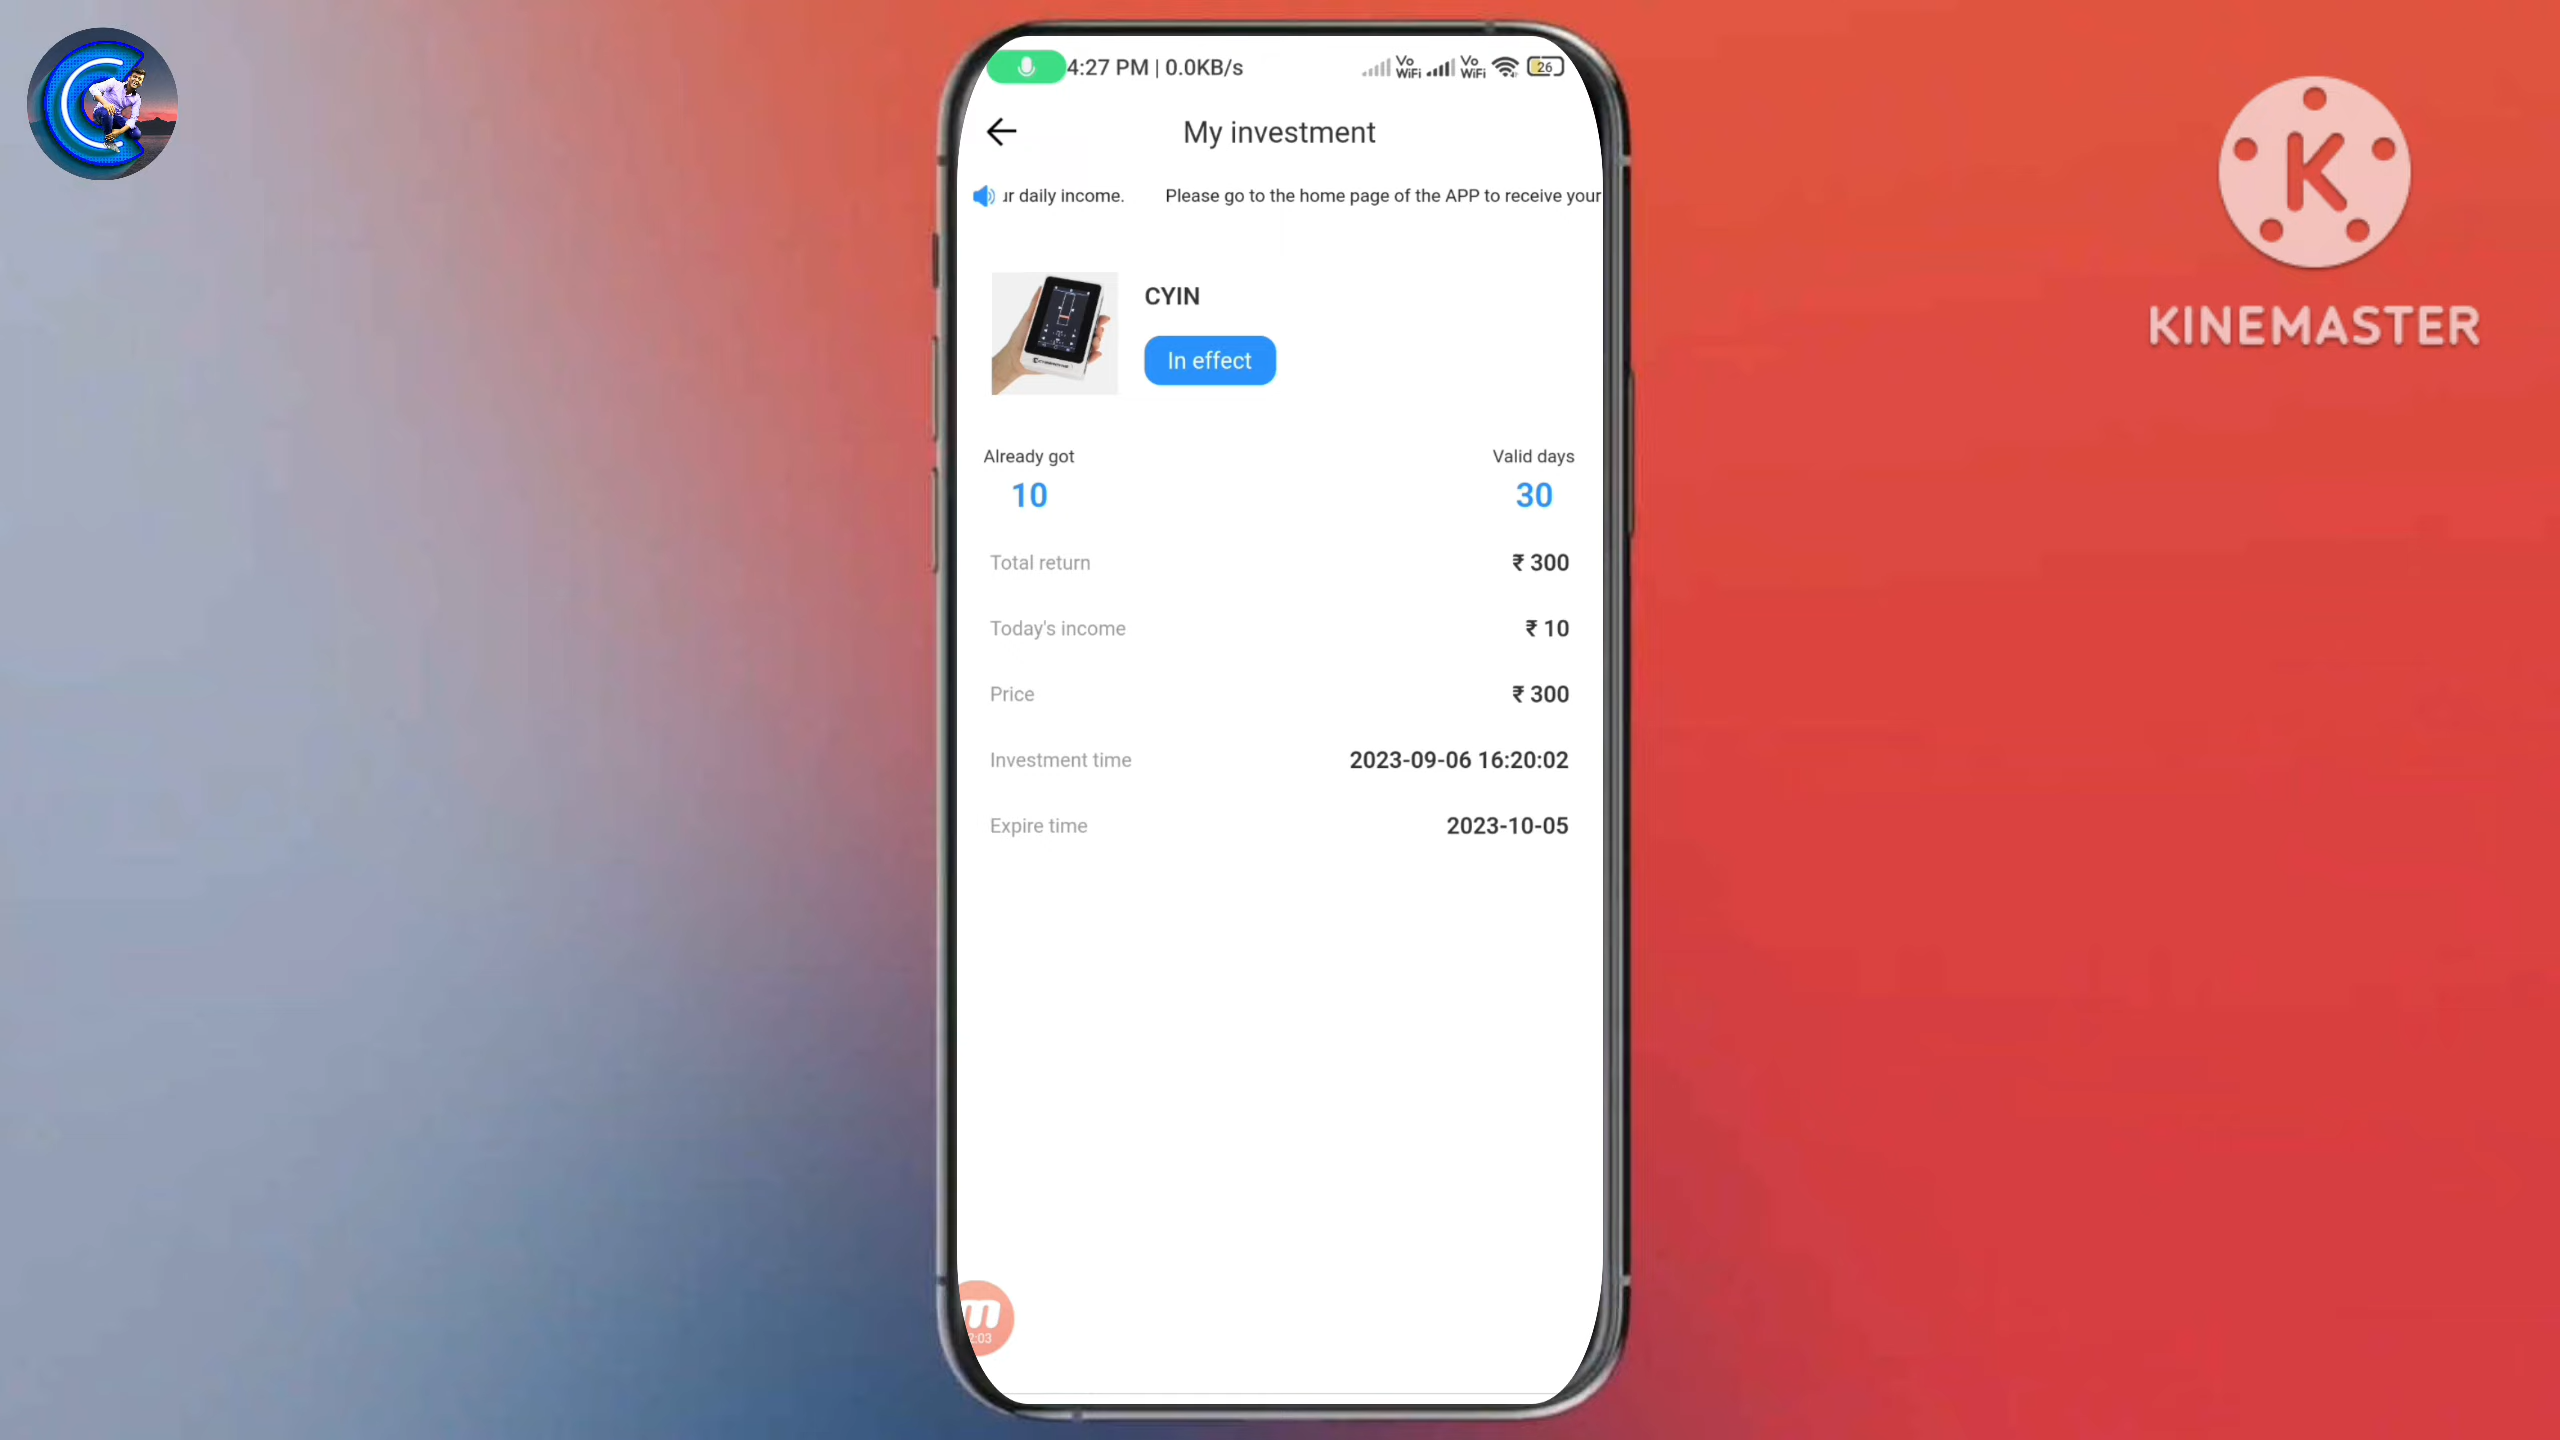 4:27 PM | 0.0KB/s
Vo WiFi
Vo WiFi
26
My investment
ur daily income. Please go to the home page of the APP to receive your
CYIN
In effect
Already got
Valid days
10
30
Total return
₹ 300
Today's income
₹ 10
Price
₹ 300
Investment time
2023-09-06 16:20:02
Expire time
2023-10-05
2:03
K
KINEMASTER